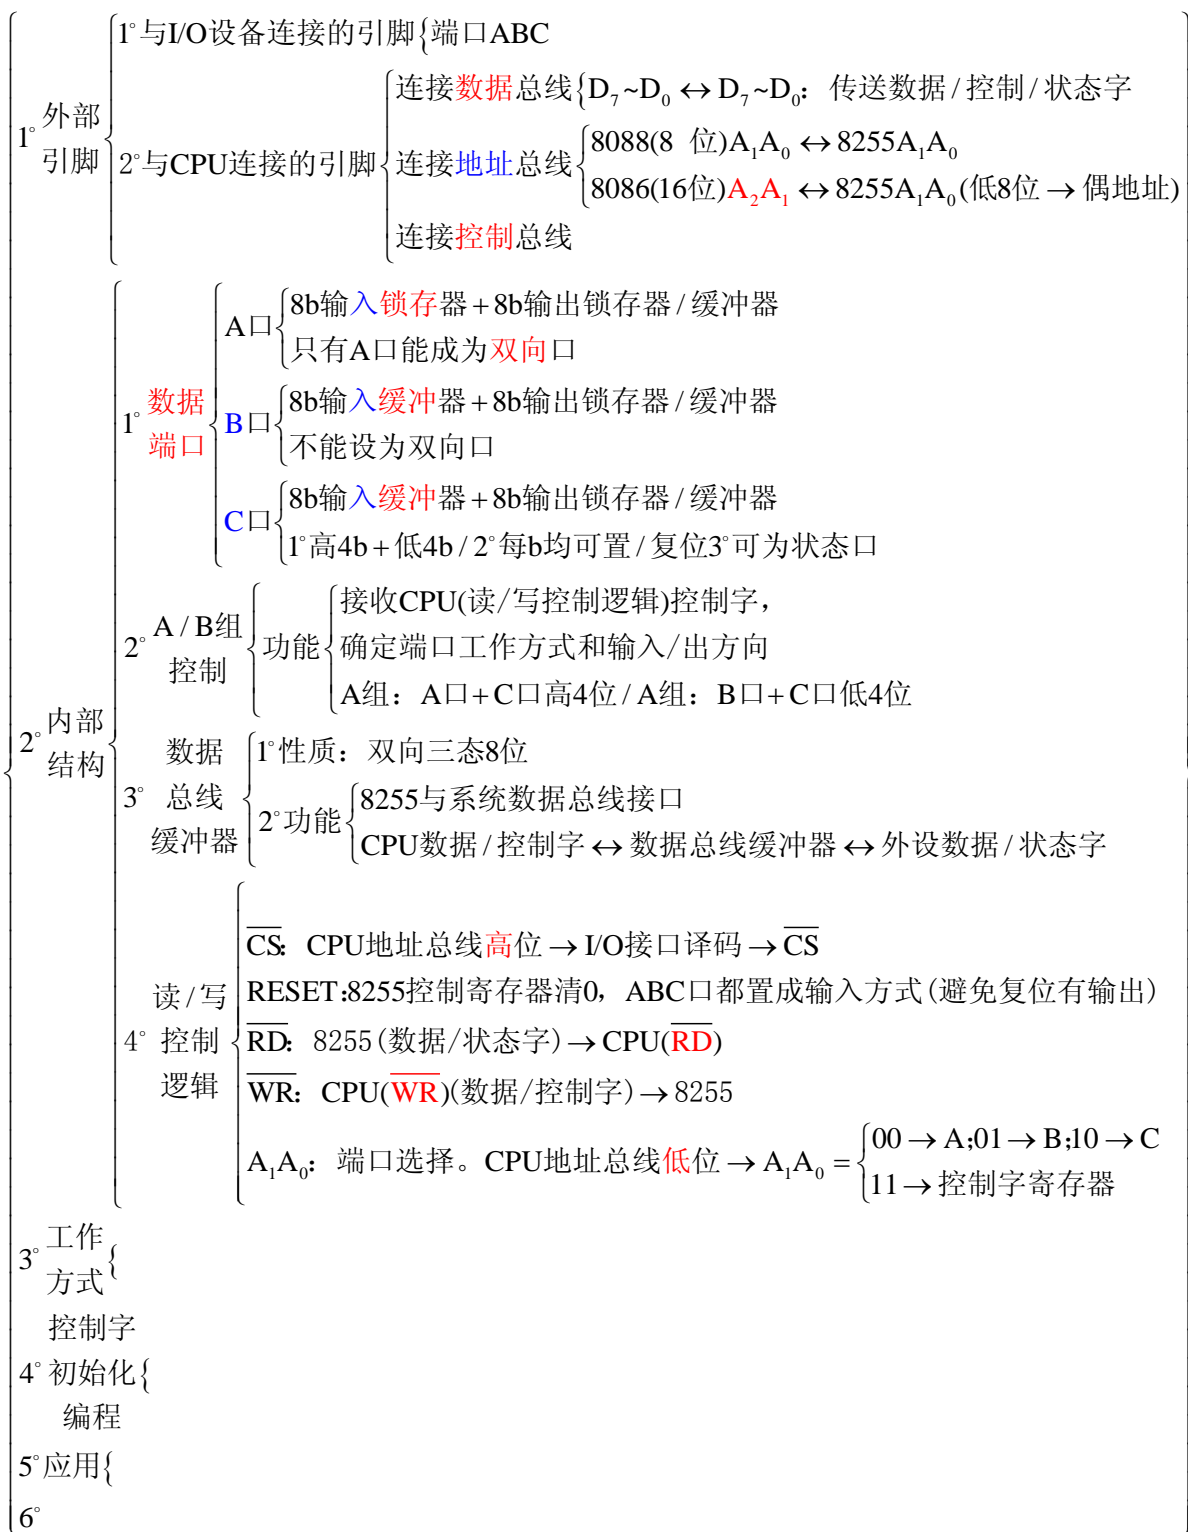 1°外部引脚
1°与I/O设备连接的引脚{端口ABC
2°与CPU连接的引脚
连接数据总线{D₇~D₀↔D₇~D₀：传送数据/控制/状态字
连接地址总线
8088(8 位)A₁A₀↔8255A₁A₀
8086(16位)A₂A₁↔8255A₁A₀(低8位→偶地址)
连接控制总线
2°内部结构
1°数据端口
A口
8b输入锁存器+8b输出锁存器/缓冲器
只有A口能成为双向口
B口
8b输入缓冲器+8b输出锁存器/缓冲器
不能设为双向口
C口
8b输入缓冲器+8b输出锁存器/缓冲器
1°高4b+低4b/2°每b均可置/复位3°可为状态口
2°A/B组控制
功能
接收CPU(读/写控制逻辑)控制字，
确定端口工作方式和输入/出方向
A组：A口+C口高4位/A组：B口+C口低4位
3°数据总线缓冲器
1°性质：双向三态8位
2°功能
8255与系统数据总线接口
CPU数据/控制字↔数据总线缓冲器↔外设数据/状态字
4°读/写控制逻辑
C̅S̅：CPU地址总线高位→I/O接口译码→C̅S̅
RESET:8255控制寄存器清0，ABC口都置成输入方式(避免复位有输出)
R̅D̅：8255(数据/状态字)→CPU(R̅D̅)
W̅R̅：CPU(W̅R̅)(数据/控制字)→8255
A₁A₀：端口选择。CPU地址总线低位→A₁A₀=
00→A;01→B;10→C
11→控制字寄存器
3°工作方式{
控制字
4°初始化{
编程
5°应用{
6°